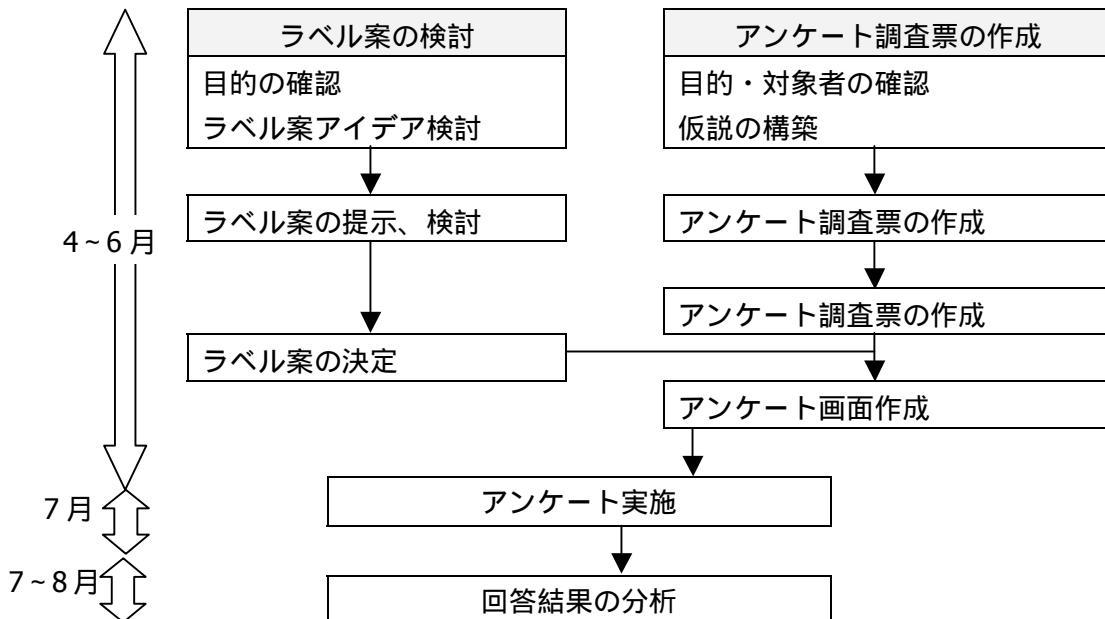 ラベル案の検討
目的の確認
ラベル案アイデア検討
アンケート調査票の作成
目的・対象者の確認
仮説の構築
ラベル案の提示、検討
アンケート調査票の作成
4~6月
アンケート調査票の作成
ラベル案の決定
アンケート画面作成
7月
アンケート実施
7~8月
回答結果の分析